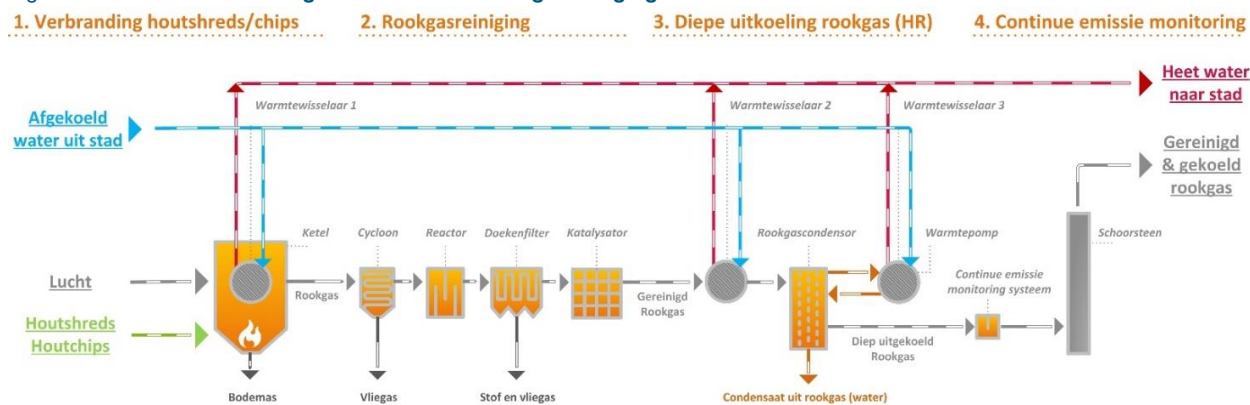 1. Verbranding houtshreds/chips
2. Rookgasreiniging
3. Diepe uitkoeling rookgas (HR)
4. Continue emissie monitoring
Heet water
naar stad
Warmtewisselaar 1
Warmtewisselaar 2
Warmtewisselaar 3
Afgekoeld
water uit stad
Gereinigd
& gekoeld
rookgas
Ketel
Cycloon
Reactor
Doekenfilter
Katalysator
Rookgascondensor
Warmtepomp
Schoorsteen
Lucht
Rookgas
Gereinigd
Rookgas
Continue emissie
monitoring systeem
Houtshreds
Houtchips
Diep uitgekoeld
Rookgas
Bodemas
Vliegas
Stof en vliegas
Condensaat uit rookgas (water)